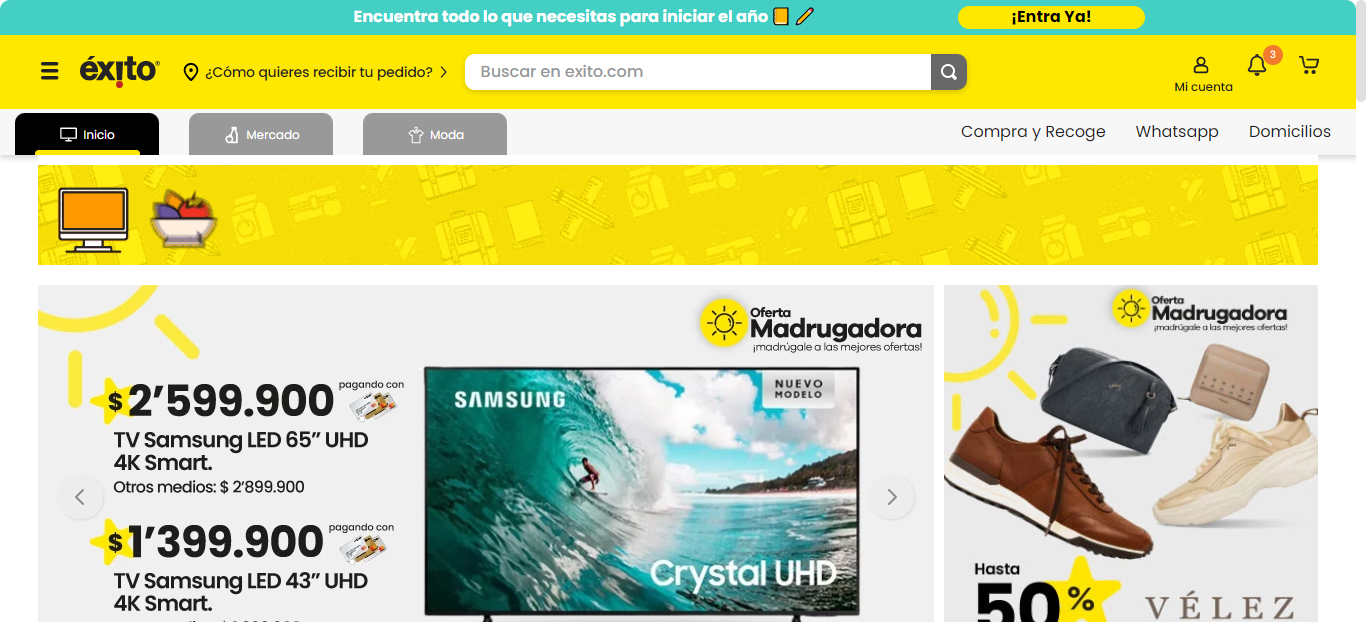 Encuentra todo lo que necesitas para iniciar el año
¡Entra Ya!
éxito
¿Cómo quieres recibir tu pedido?
Buscar en exito.com
Mi cuenta
3
Inicio
Mercado
Moda
Compra y Recoge
Whatsapp
Domicilios
Oferta
Madrugadora
¡madrúgale a las mejores ofertas!
$2’599.900
pagando con
TV Samsung LED 65” UHD
4K Smart.
Otros medios: $ 2’899.900
$1’399.900
pagando con
TV Samsung LED 43” UHD
4K Smart.
SAMSUNG
NUEVO
MODELO
Crystal UHD
Oferta
Madrugadora
¡madrúgale a las mejores ofertas!
Hasta
50%
VÉLEZ